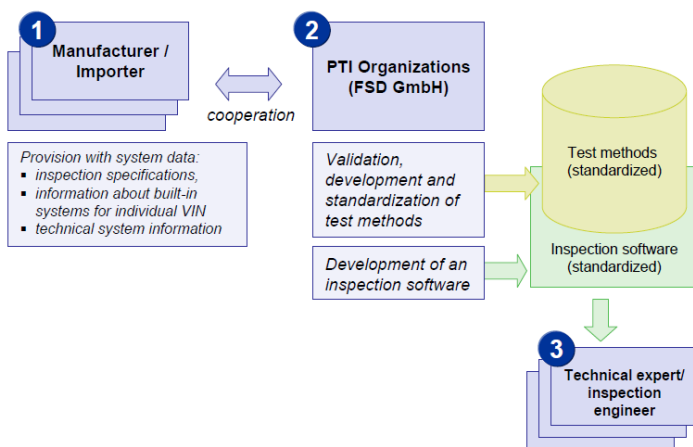 1
Manufacturer /
Importer
cooperation
2
PTI Organizations
(FSD GmbH)
Provision with system data:
▪ inspection specifications,
▪ information about built-in
systems for individual VIN
▪ technical system information
Validation,
development and
standardization of
test methods
Development of an
inspection software
Test methods
(standardized)
Inspection software
(standardized)
3
Technical expert/
inspection
engineer